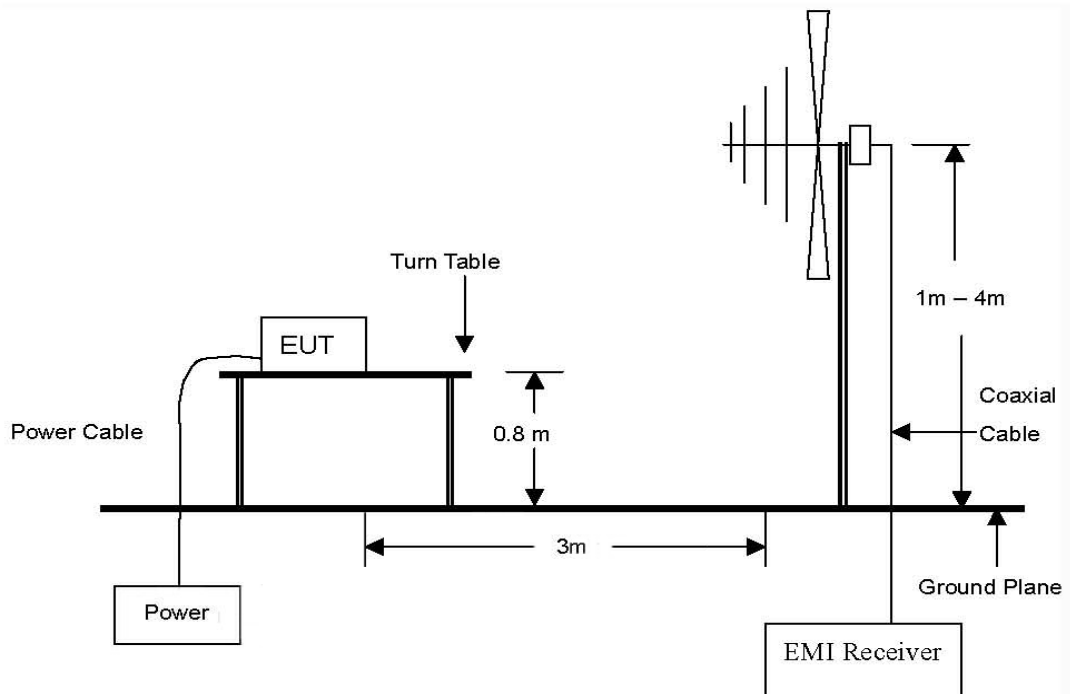 Turn Table
1m – 4m
EUT
Coaxial
Cable
Power Cable
0.8 m
3m
Ground Plane
Power
EMI Receiver